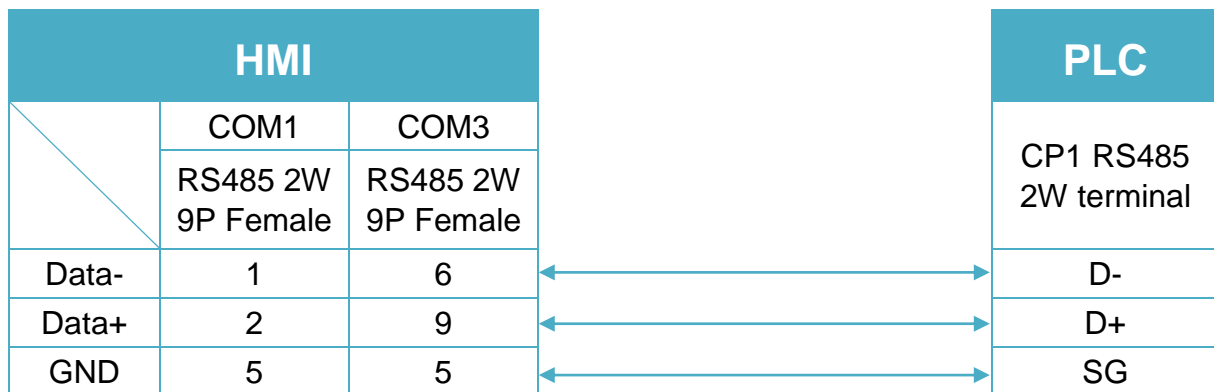 HMI PLC
COM1 COM3
RS485 2W RS485 2W
9P Female 9P Female
CP1 RS485
2W terminal
Data- 1 6 D-
Data+ 2 9 D+
GND 5 5 SG